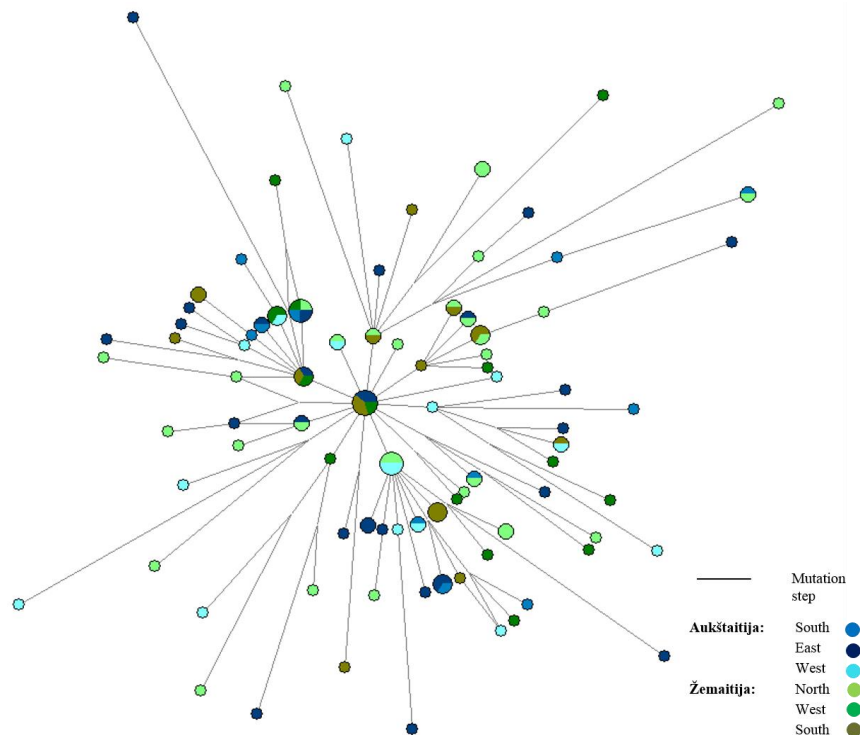 Mutation
step
Aukštaitija: South
East
West
Žemaitija: North
West
South